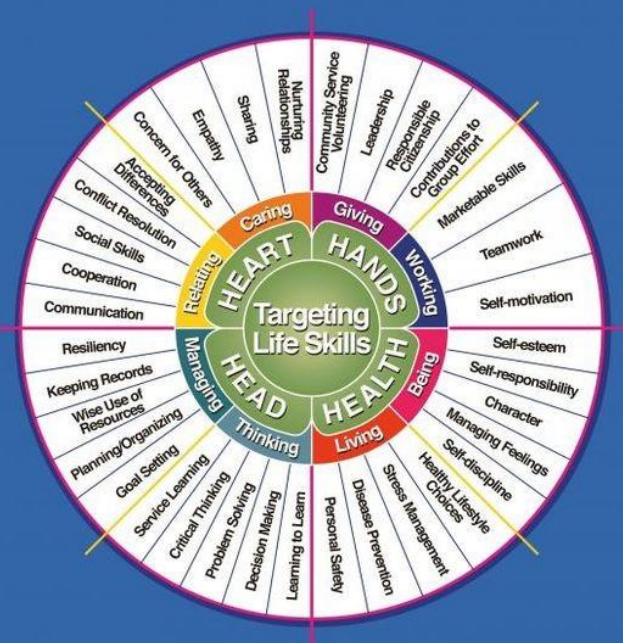 Targeting
Life Skills
HEART
HANDS
HEALTH
HEAD
Caring
Giving
Working
Being
Living
Thinking
Managing
Relating
Nurturing
Relationships
Sharing
Empathy
Concern for Others
Accepting
Differences
Conflict Resolution
Social Skills
Cooperation
Communication
Community Service
Volunteering
Leadership
Responsible
Citizenship
Contributions to
Group Effort
Marketable Skills
Teamwork
Self-motivation
Self-esteem
Self-responsibility
Character
Managing Feelings
Self-discipline
Healthy Lifestyle
Choices
Stress Management
Disease Prevention
Personal Safety
Learning to Learn
Decision Making
Problem Solving
Critical Thinking
Service Learning
Goal Setting
Planning/Organizing
Wise Use of
Resources
Keeping Records
Resiliency